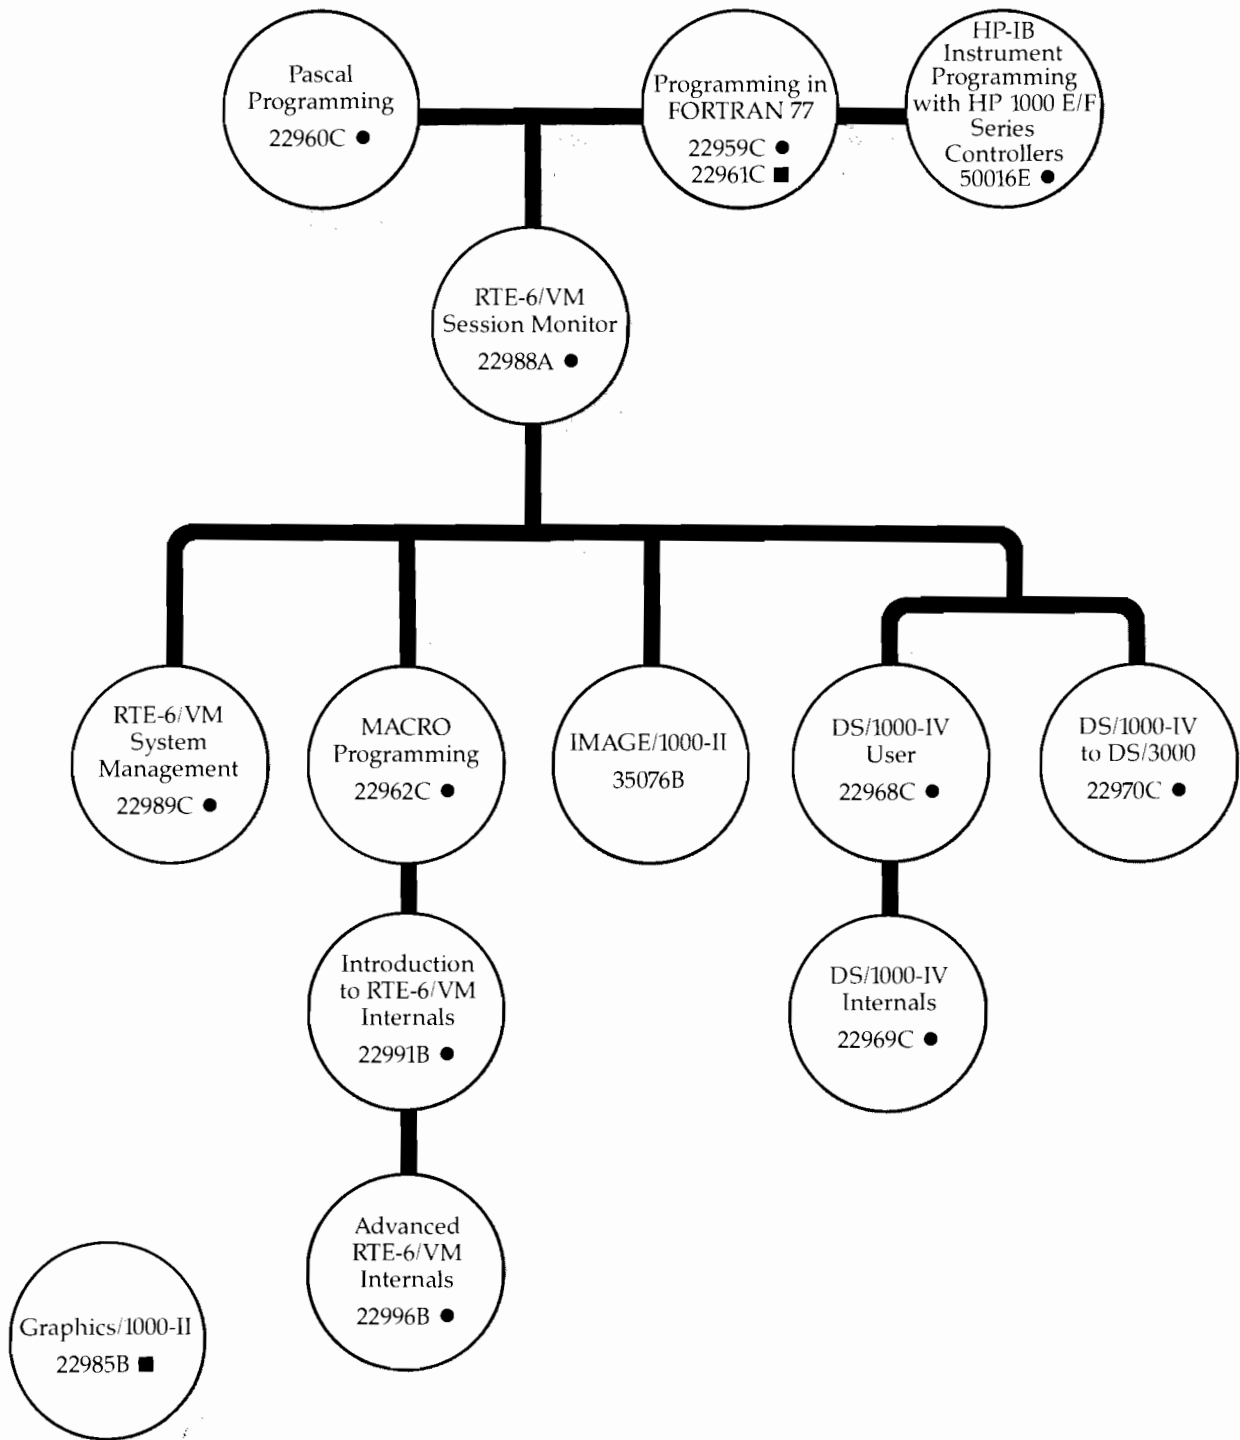 Pascal
Programming
22960C ●
Programming in
FORTRAN 77
22959C ●
22961C ■
HP-IB
Instrument
Programming
with HP 1000 E/F
Series
Controllers
50016E ●
RTE-6/VM
Session Monitor
22988A ●
RTE-6/VM
System
Management
22989C ●
MACRO
Programming
22962C ●
IMAGE/1000-II
35076B
DS/1000-IV
User
22968C ●
DS/1000-IV
to DS/3000
22970C ●
Introduction
to RTE-6/VM
Internals
22991B ●
DS/1000-IV
Internals
22969C ●
Advanced
RTE-6/VM
Internals
22996B ●
Graphics/1000-II
22985B ■